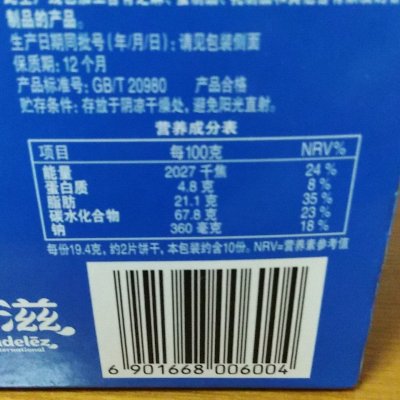 制品的产品。
生产日期同批号（年/月/日）：请见包装侧面
保质期：12个月
产品标准号：GB/T 20980 产品合格
贮存条件：存放于阴凉干燥处，避免阳光直射。
营养成分表
项目 每100克 NRV%
能量 2027 千焦 24 %
蛋白质 4.8 克 8 %
脂肪 21.1 克 35 %
碳水化合物 67.8 克 23 %
钠 360 毫克 18 %
每份19.4克，约2片饼干，本包装约含10份。NRV=营养素参考值
滋
delēz
international
6 901668 006004